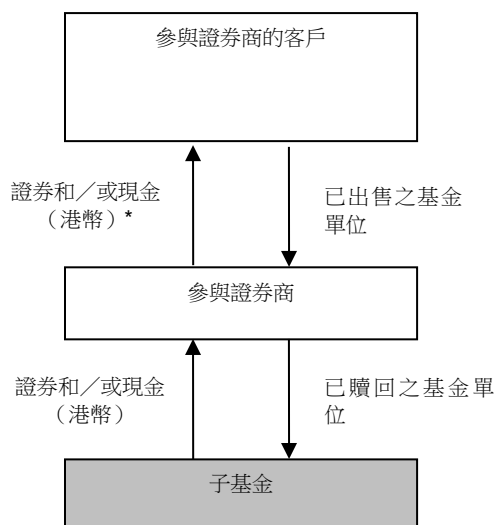 參與證券商的客戶
證券和／或現金
（港幣）*
已出售之基金
單位
參與證券商
證券和／或現金
（港幣）
已贖回之基金單
位
子基金